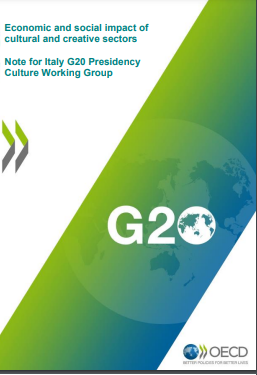 Economic and social impact of
cultural and creative sectors
Note for Italy G20 Presidency
Culture Working Group
G20
OECD
BETTER POLICIES FOR BETTER LIVES